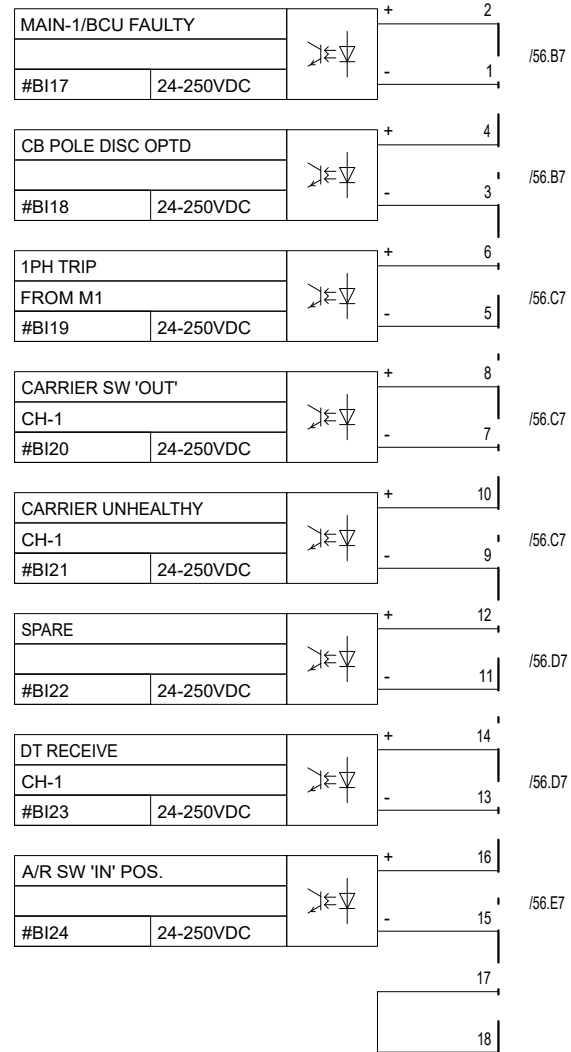 MAIN-1/BCU FAULTY + 2
/56.B7
#BI17 24-250VDC - 1
CB POLE DISC OPTD + 4
/56.B7
#BI18 24-250VDC - 3
1PH TRIP + 6
FROM M1 /56.C7
#BI19 24-250VDC - 5
CARRIER SW 'OUT' + 8
CH-1 /56.C7
#BI20 24-250VDC - 7
CARRIER UNHEALTHY + 10
CH-1 /56.C7
#BI21 24-250VDC - 9
SPARE + 12
/56.D7
#BI22 24-250VDC - 11
DT RECEIVE + 14
CH-1 /56.D7
#BI23 24-250VDC - 13
A/R SW 'IN' POS. + 16
/56.E7
#BI24 24-250VDC - 15
17
18